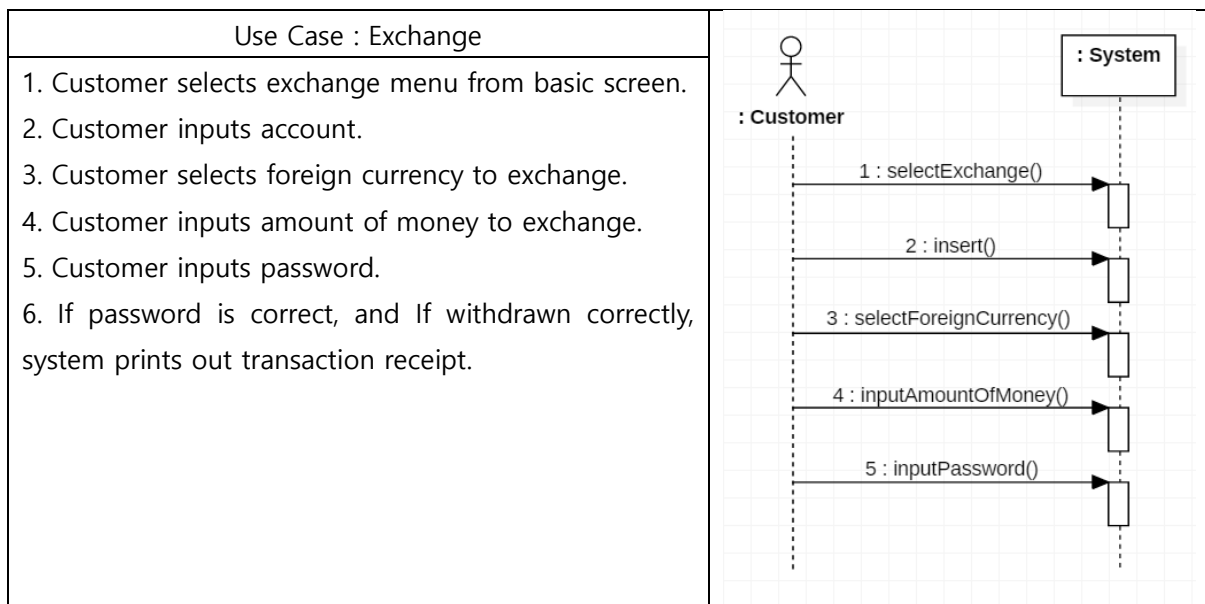 Use Case : Exchange
1. Customer selects exchange menu from basic screen.
2. Customer inputs account.
3. Customer selects foreign currency to exchange.
4. Customer inputs amount of money to exchange.
5. Customer inputs password.
6. If password is correct, and If withdrawn correctly,
system prints out transaction receipt.
: System
: Customer
1 : selectExchange()
2 : insert()
3 : selectForeignCurrency()
4 : inputAmountOfMoney()
5 : inputPassword()